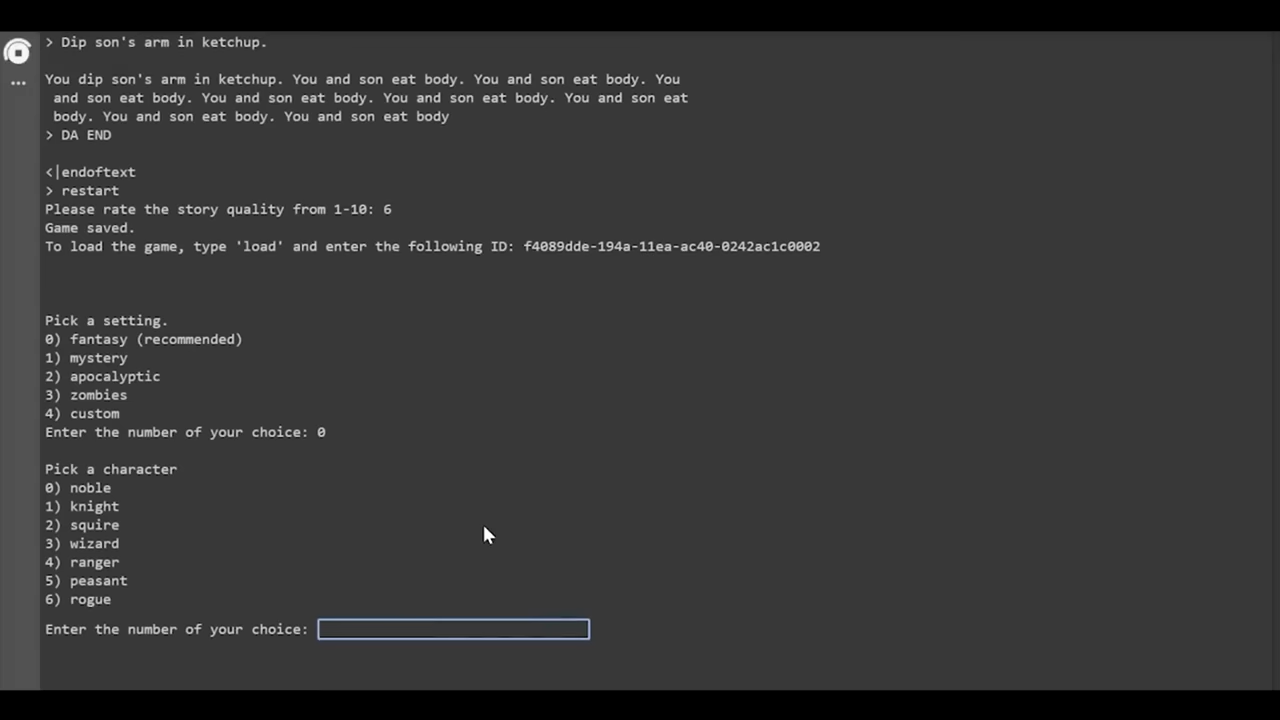 > Dip son's arm in ketchup.
You dip son's arm in ketchup. You and son eat body. You and son eat body. You
and son eat body. You and son eat body. You and son eat body. You and son eat
body. You and son eat body. You and son eat body
> DA END
<|endoftext
> restart
Please rate the story quality from 1-10: 6
Game saved.
To load the game, type 'load' and enter the following ID: f4089dde-194a-11ea-ac40-0242ac1c0002
Pick a setting.
0) fantasy (recommended)
1) mystery
2) apocalyptic
3) zombies
4) custom
Enter the number of your choice: 0
Pick a character
0) noble
1) knight
2) squire
3) wizard
4) ranger
5) peasant
6) rogue
Enter the number of your choice: